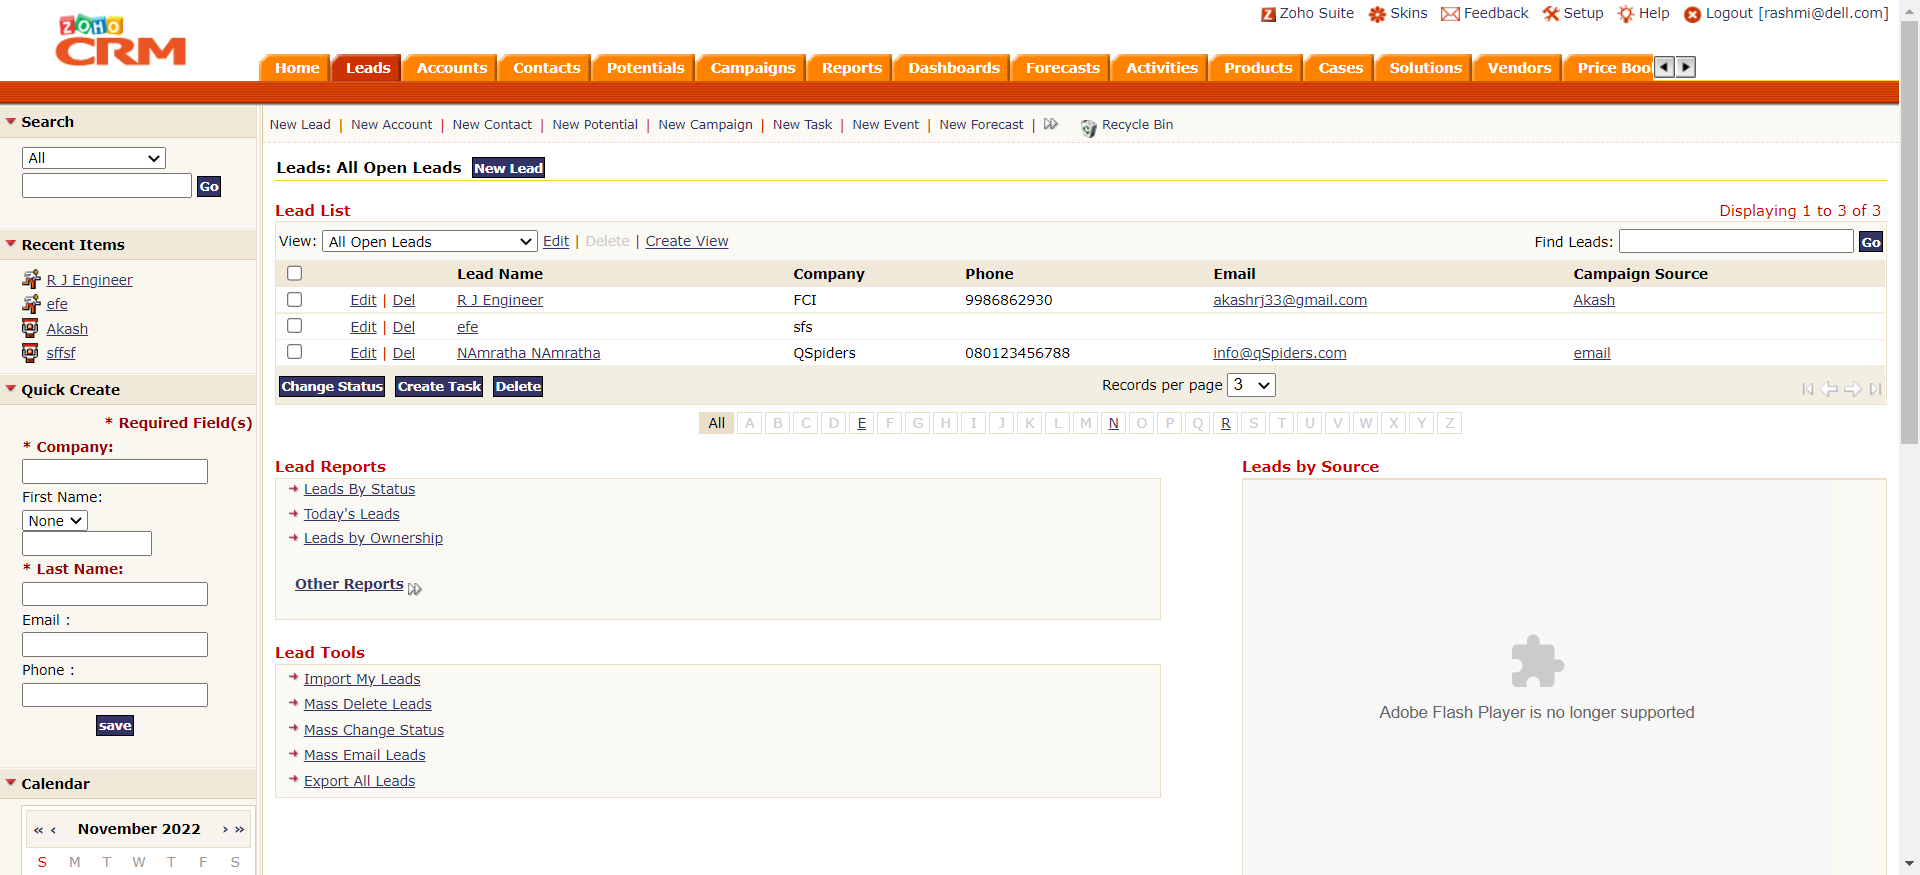 Zoho Suite Skins Feedback Setup Help Logout [rashmi@dell.com]
ZOHO
CRM
Home Leads Accounts Contacts Potentials Campaigns Reports Dashboards Forecasts Activities Products Cases Solutions Vendors Price Boo
Search
All
Go
Recent Items
R J Engineer
efe
Akash
sffsf
Quick Create
* Required Field(s)
* Company:
First Name:
None
* Last Name:
Email :
Phone :
save
Calendar
« ‹ November 2022 › »
S M T W T F S
New Lead | New Account | New Contact | New Potential | New Campaign | New Task | New Event | New Forecast | Recycle Bin
Leads: All Open Leads New Lead
Lead List Displaying 1 to 3 of 3
View: All Open Leads Edit | Delete | Create View Find Leads: Go
Lead Name Company Phone Email Campaign Source
Edit | Del R J Engineer FCI 9986862930 akashrj33@gmail.com Akash
Edit | Del efe sfs
Edit | Del NAmratha NAmratha QSpiders 080123456788 info@qSpiders.com email
Change Status Create Task Delete Records per page 3
All A B C D E F G H I J K L M N O P Q R S T U V W X Y Z
Lead Reports
Leads By Status
Today's Leads
Leads by Ownership
Other Reports
Lead Tools
Import My Leads
Mass Delete Leads
Mass Change Status
Mass Email Leads
Export All Leads
Leads by Source
Adobe Flash Player is no longer supported